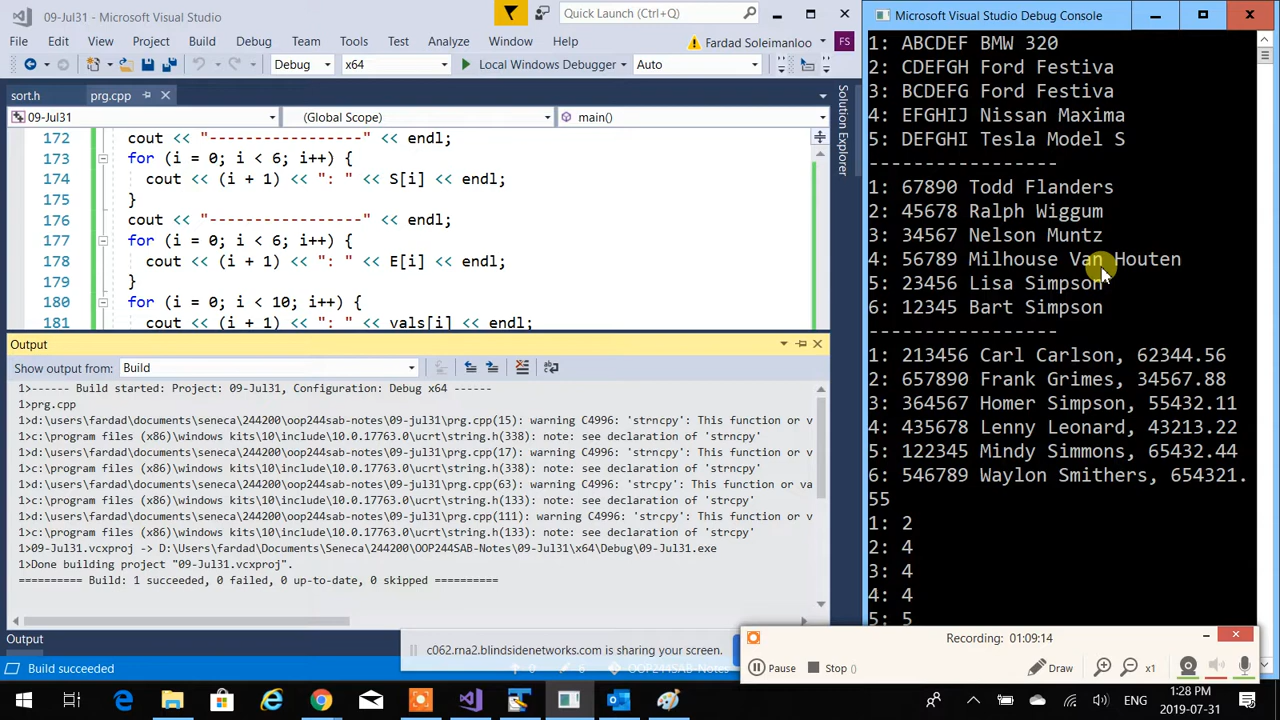 09-Jul31 - Microsoft Visual Studio
Quick Launch (Ctrl+Q)
File Edit View Project Build Debug Team Tools Test Analyze Window Help
Fardad Soleimanloo FS
Debug x64 Local Windows Debugger Auto
sort.h prg.cpp
09-Jul31 (Global Scope) main()
172 cout << "-----------------" << endl;
173 for (i = 0; i < 6; i++) {
174 cout << (i + 1) << ": " << S[i] << endl;
175 }
176 cout << "-----------------" << endl;
177 for (i = 0; i < 6; i++) {
178 cout << (i + 1) << ": " << E[i] << endl;
179 }
180 for (i = 0; i < 10; i++) {
181 cout << (i + 1) << ": " << vals[i] << endl;
Solution Explorer
Output
Show output from: Build
1>------ Build started: Project: 09-Jul31, Configuration: Debug x64 ------
1>prg.cpp
1>d:\users\fardad\documents\seneca\244200\oop244sab-notes\09-jul31\prg.cpp(15): warning C4996: 'strncpy': This function or v
1>c:\program files (x86)\windows kits\10\include\10.0.17763.0\ucrt\string.h(338): note: see declaration of 'strncpy'
1>d:\users\fardad\documents\seneca\244200\oop244sab-notes\09-jul31\prg.cpp(17): warning C4996: 'strncpy': This function or v
1>c:\program files (x86)\windows kits\10\include\10.0.17763.0\ucrt\string.h(338): note: see declaration of 'strncpy'
1>d:\users\fardad\documents\seneca\244200\oop244sab-notes\09-jul31\prg.cpp(63): warning C4996: 'strcpy': This function or va
1>c:\program files (x86)\windows kits\10\include\10.0.17763.0\ucrt\string.h(133): note: see declaration of 'strcpy'
1>d:\users\fardad\documents\seneca\244200\oop244sab-notes\09-jul31\prg.cpp(111): warning C4996: 'strcpy': This function or v
1>c:\program files (x86)\windows kits\10\include\10.0.17763.0\ucrt\string.h(133): note: see declaration of 'strcpy'
1>09-Jul31.vcxproj -> D:\Users\fardad\Documents\Seneca\244200\OOP244SAB-Notes\09-Jul31\x64\Debug\09-Jul31.exe
1>Done building project "09-Jul31.vcxproj".
========== Build: 1 succeeded, 0 failed, 0 up-to-date, 0 skipped ==========
Output
Build succeeded
c062.rna2.blindsidenetworks.com is sharing your screen.
OOP244SAB-Notes
Microsoft Visual Studio Debug Console
1: ABCDEF BMW 320
2: CDEFGH Ford Festiva
3: BCDEFG Ford Festiva
4: EFGHIJ Nissan Maxima
5: DEFGHI Tesla Model S
-----------------
1: 67890 Todd Flanders
2: 45678 Ralph Wiggum
3: 34567 Nelson Muntz
4: 56789 Milhouse Van Houten
5: 23456 Lisa Simpson
6: 12345 Bart Simpson
-----------------
1: 213456 Carl Carlson, 62344.56
2: 657890 Frank Grimes, 34567.88
3: 364567 Homer Simpson, 55432.11
4: 435678 Lenny Leonard, 43213.22
5: 122345 Mindy Simmons, 65432.44
6: 546789 Waylon Smithers, 654321.
55
1: 2
2: 4
3: 4
4: 4
5: 5
Recording: 01:09:14
Pause Stop () Draw x1
ENG
1:28 PM
2019-07-31